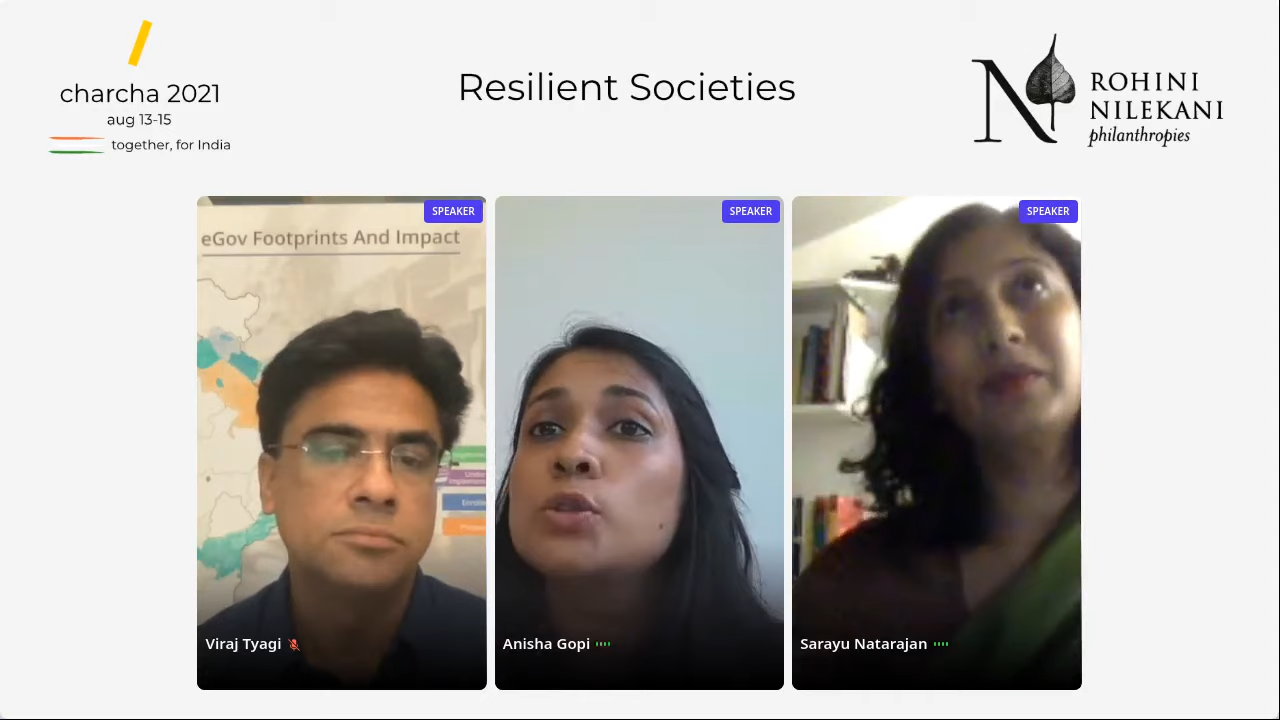 charcha 2021
aug 13-15
together, for India
Resilient Societies
N
ROHINI
NILEKANI
philanthropies
SPEAKER
SPEAKER
SPEAKER
eGov Footprints And Impact
Viraj Tyagi
Anisha Gopi
Sarayu Natarajan